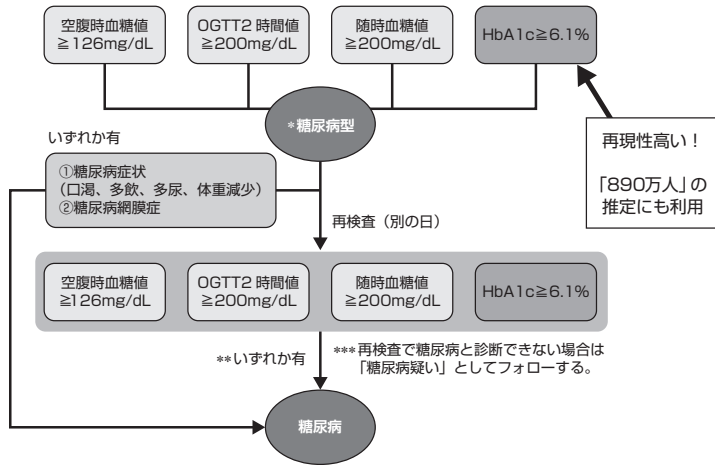 空腹時血糖値
≧126mg/dL
OGTT2 時間値
≧200mg/dL
随時血糖値
≧200mg/dL
HbA1c≧6.1%
*糖尿病型
再現性高い！
「890万人」の
推定にも利用
いずれか有
①糖尿病症状
（口渇、多飲、多尿、体重減少）
②糖尿病網膜症
再検査（別の日）
空腹時血糖値
≧126mg/dL
OGTT2 時間値
≧200mg/dL
随時血糖値
≧200mg/dL
HbA1c≧6.1%
**いずれか有
***再検査で糖尿病と診断できない場合は
「糖尿病疑い」としてフォローする。
糖尿病